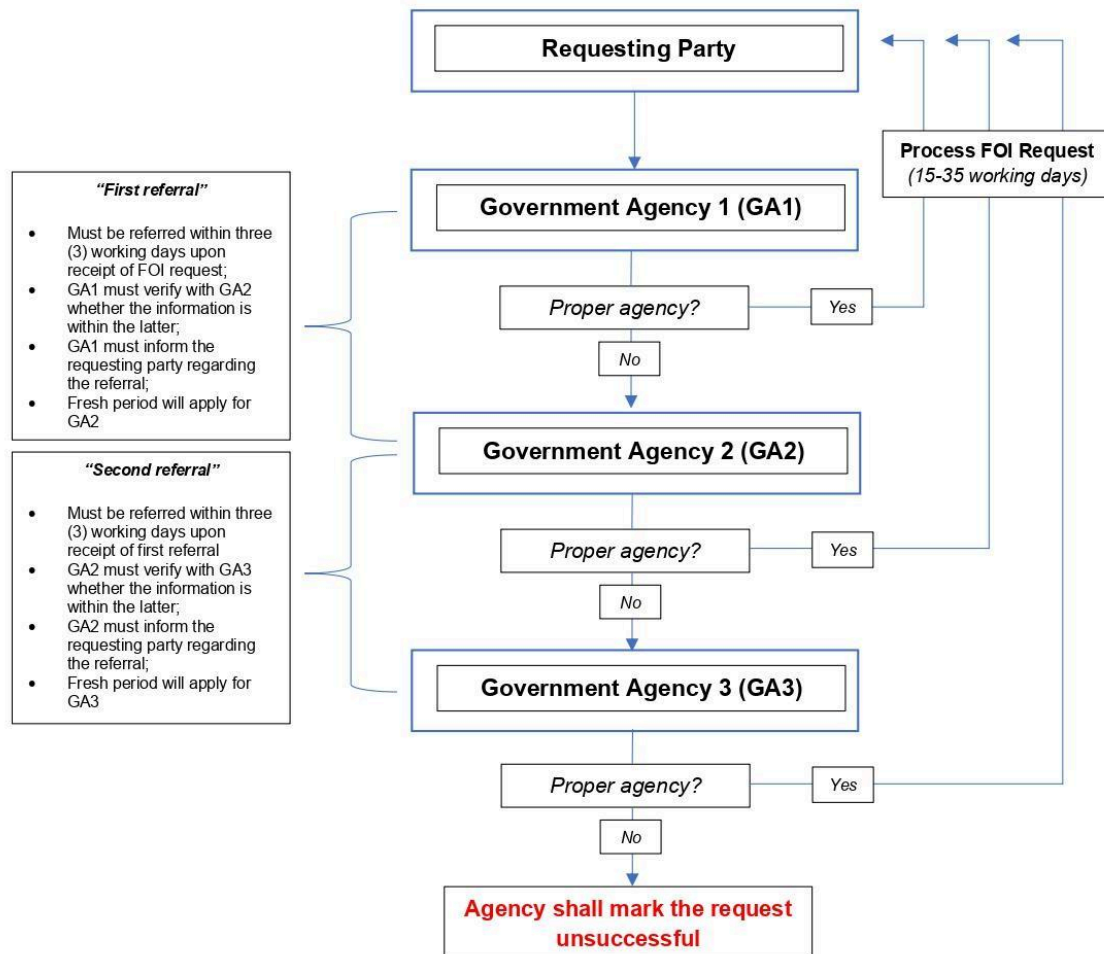 Requesting Party
Process FOI Request
(15-35 working days)
Government Agency 1 (GA1)
“First referral”
• Must be referred within three
(3) working days upon
receipt of FOI request;
• GA1 must verify with GA2
whether the information is
within the latter;
• GA1 must inform the
requesting party regarding
the referral;
• Fresh period will apply for
GA2
Proper agency?
Yes
No
Government Agency 2 (GA2)
“Second referral”
• Must be referred within three
(3) working days upon
receipt of first referral
• GA2 must verify with GA3
whether the information is
within the latter;
• GA2 must inform the
requesting party regarding
the referral;
• Fresh period will apply for
GA3
Proper agency?
Yes
No
Government Agency 3 (GA3)
Proper agency?
Yes
No
Agency shall mark the request
unsuccessful